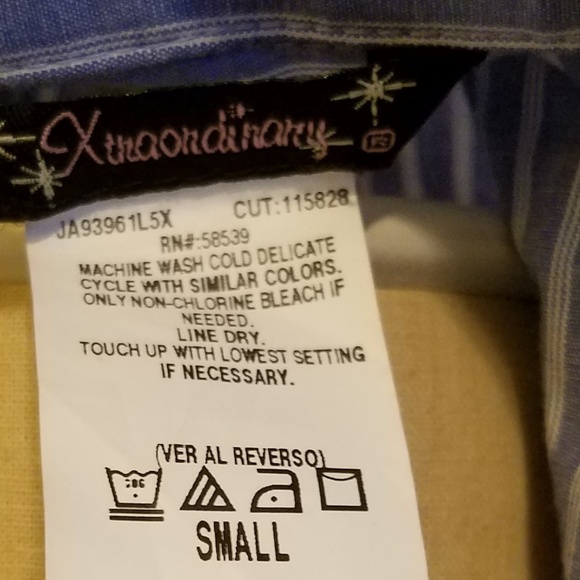 Xtraordinary ®
JA93961L5X CUT:115828
RN#:58539
MACHINE WASH COLD DELICATE
CYCLE WITH SIMILAR COLORS.
ONLY NON-CHLORINE BLEACH IF
NEEDED.
LINE DRY.
TOUCH UP WITH LOWEST SETTING
IF NECESSARY.
(VER AL REVERSO)
SMALL